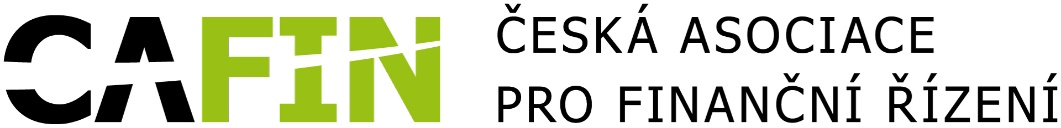 CAFIN
ČESKÁ ASOCIACE
PRO FINANČNÍ ŘÍZENÍ